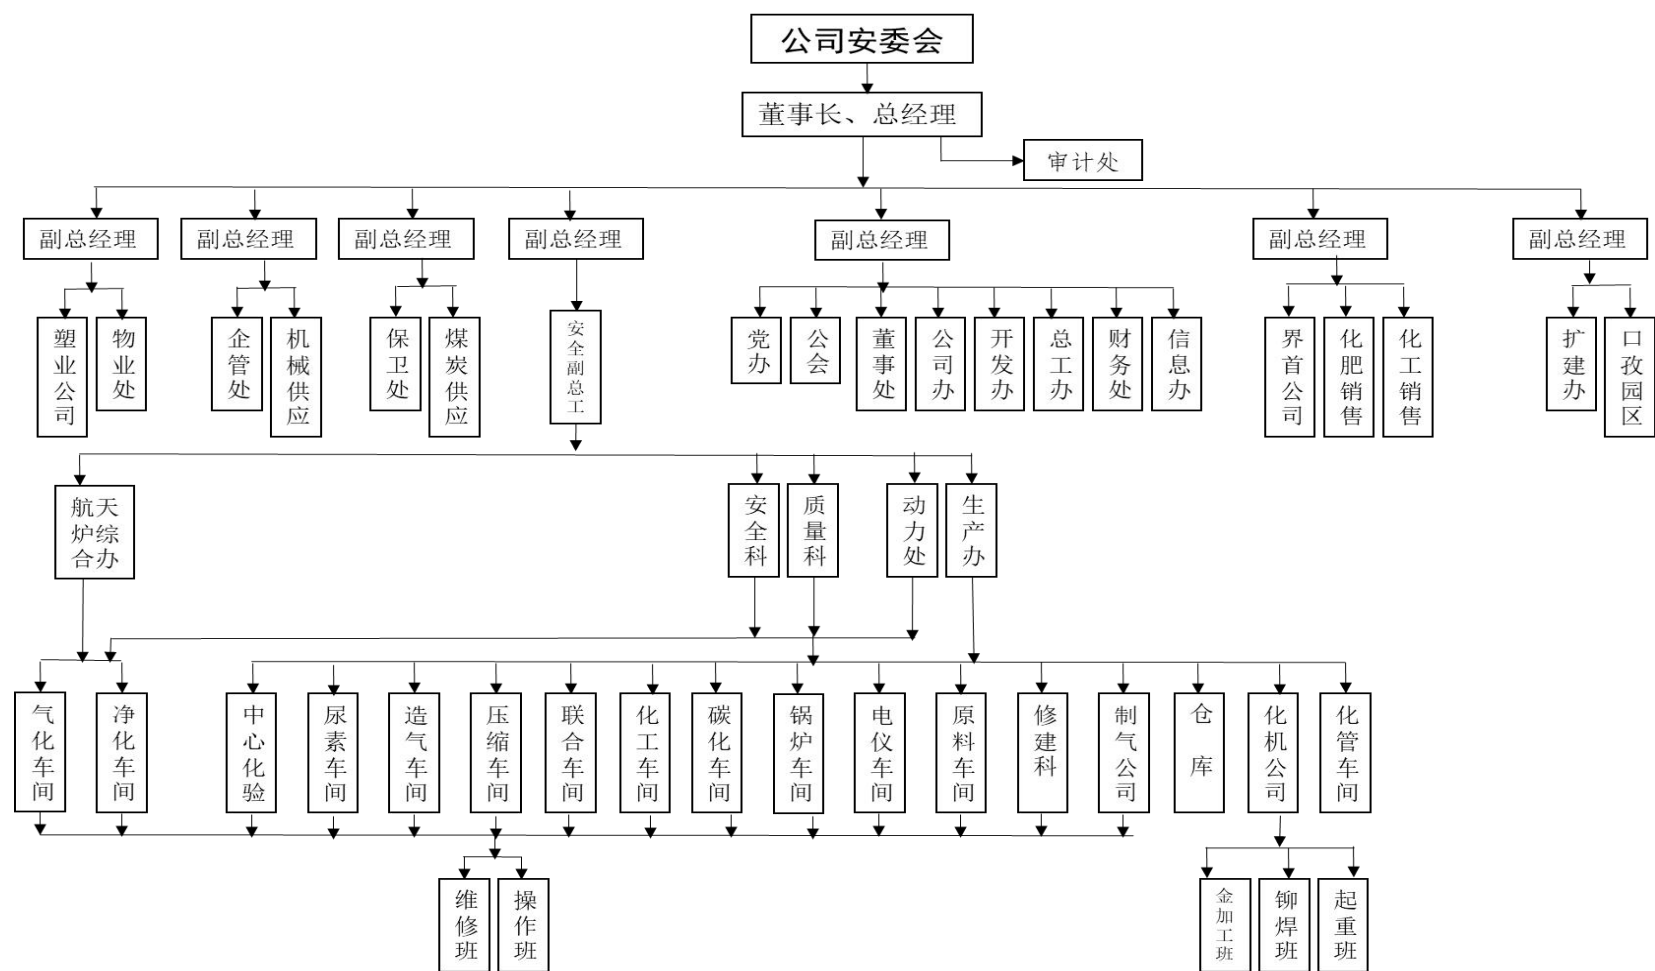 公司安委会
董事长、总经理
审计处
副总经理
副总经理
副总经理
副总经理
副总经理
副总经理
副总经理
塑业公司
物业处
企管处
机械供应
保卫处
煤炭供应
安全副总工
党办
公会
董事处
公司办
开发办
总工办
财务处
信息办
界首公司
化肥销售
化工销售
扩建办
口孜园区
航天
炉综
合办
安全科
质量科
动力处
生产办
气化车间
净化车间
中心化验
尿素车间
造气车间
压缩车间
联合车间
化工车间
碳化车间
锅炉车间
电仪车间
原料车间
修建科
制气公司
仓库
化机公司
化管车间
维修班
操作班
金加工班
铆焊班
起重班